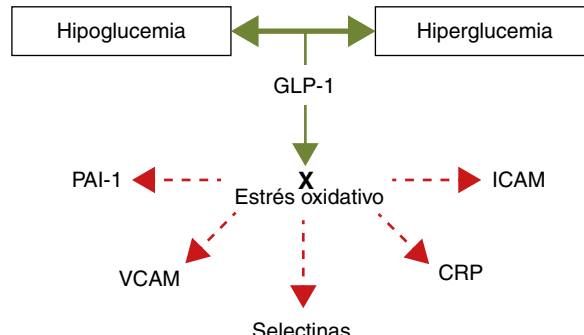 Hipoglucemia
Hiperglucemia
GLP-1
PAI-1
X
ICAM
Estrés oxidativo
VCAM
CRP
Selectinas